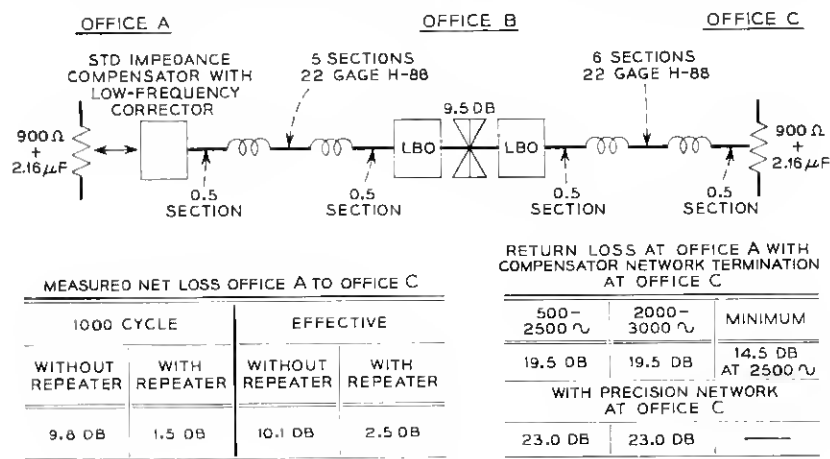 OFFICE A
OFFICE B
OFFICE C
STD IMPEDANCE
COMPENSATOR WITH
LOW-FREQUENCY
CORRECTOR
5 SECTIONS
22 GAGE H-88
6 SECTIONS
22 GAGE H-88
9.5 DB
900 Ω
+
2.16 µF
LBO
LBO
900 Ω
+
2.16 µF
0.5
SECTION
0.5
SECTION
0.5
SECTION
0.5
SECTION
MEASURED NET LOSS OFFICE A TO OFFICE C
1000 CYCLE
EFFECTIVE
WITHOUT REPEATER
WITH REPEATER
WITHOUT REPEATER
WITH REPEATER
9.8 DB
1.5 DB
10.1 DB
2.5 DB
RETURN LOSS AT OFFICE A WITH
COMPENSATOR NETWORK TERMINATION
AT OFFICE C
500-
2500 ∿
2000-
3000 ∿
MINIMUM
19.5 DB
19.5 DB
14.5 DB
AT 2500 ∿
WITH PRECISION NETWORK
AT OFFICE C
23.0 DB
23.0 DB
—